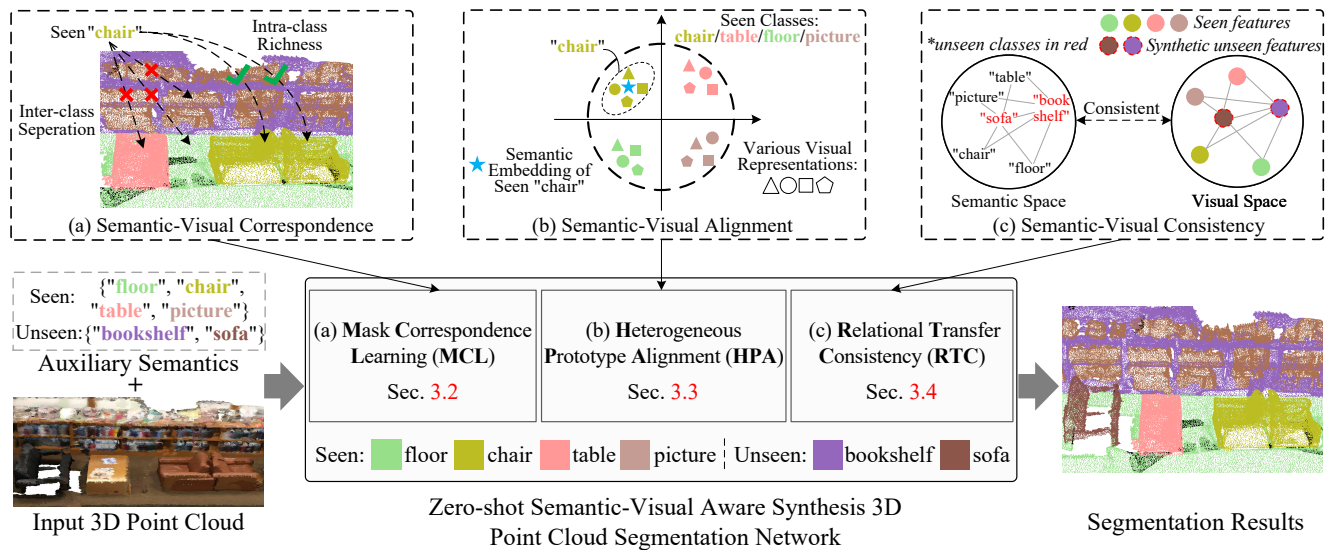 Seen "chair"
Intra-class
Richness
Inter-class
Seperation
(a) Semantic-Visual Correspondence
Seen Classes:
chair/table/floor/picture
"chair"
Semantic
Embedding of
Seen "chair"
Various Visual
Representations:
(b) Semantic-Visual Alignment
Seen features
*unseen classes in red
Synthetic unseen features
"table"
"picture"
"book
shelf"
"sofa"
"chair"
"floor"
Consistent
Semantic Space
Visual Space
(c) Semantic-Visual Consistency
Seen: {"floor", "chair",
"table", "picture"}
Unseen:{"bookshelf", "sofa"}
Auxiliary Semantics
+
Input 3D Point Cloud
(a) Mask Correspondence
Learning (MCL)
Sec. 3.2
(b) Heterogeneous
Prototype Alignment (HPA)
Sec. 3.3
(c) Relational Transfer
Consistency (RTC)
Sec. 3.4
Seen: floor chair table picture Unseen: bookshelf sofa
Zero-shot Semantic-Visual Aware Synthesis 3D
Point Cloud Segmentation Network
Segmentation Results